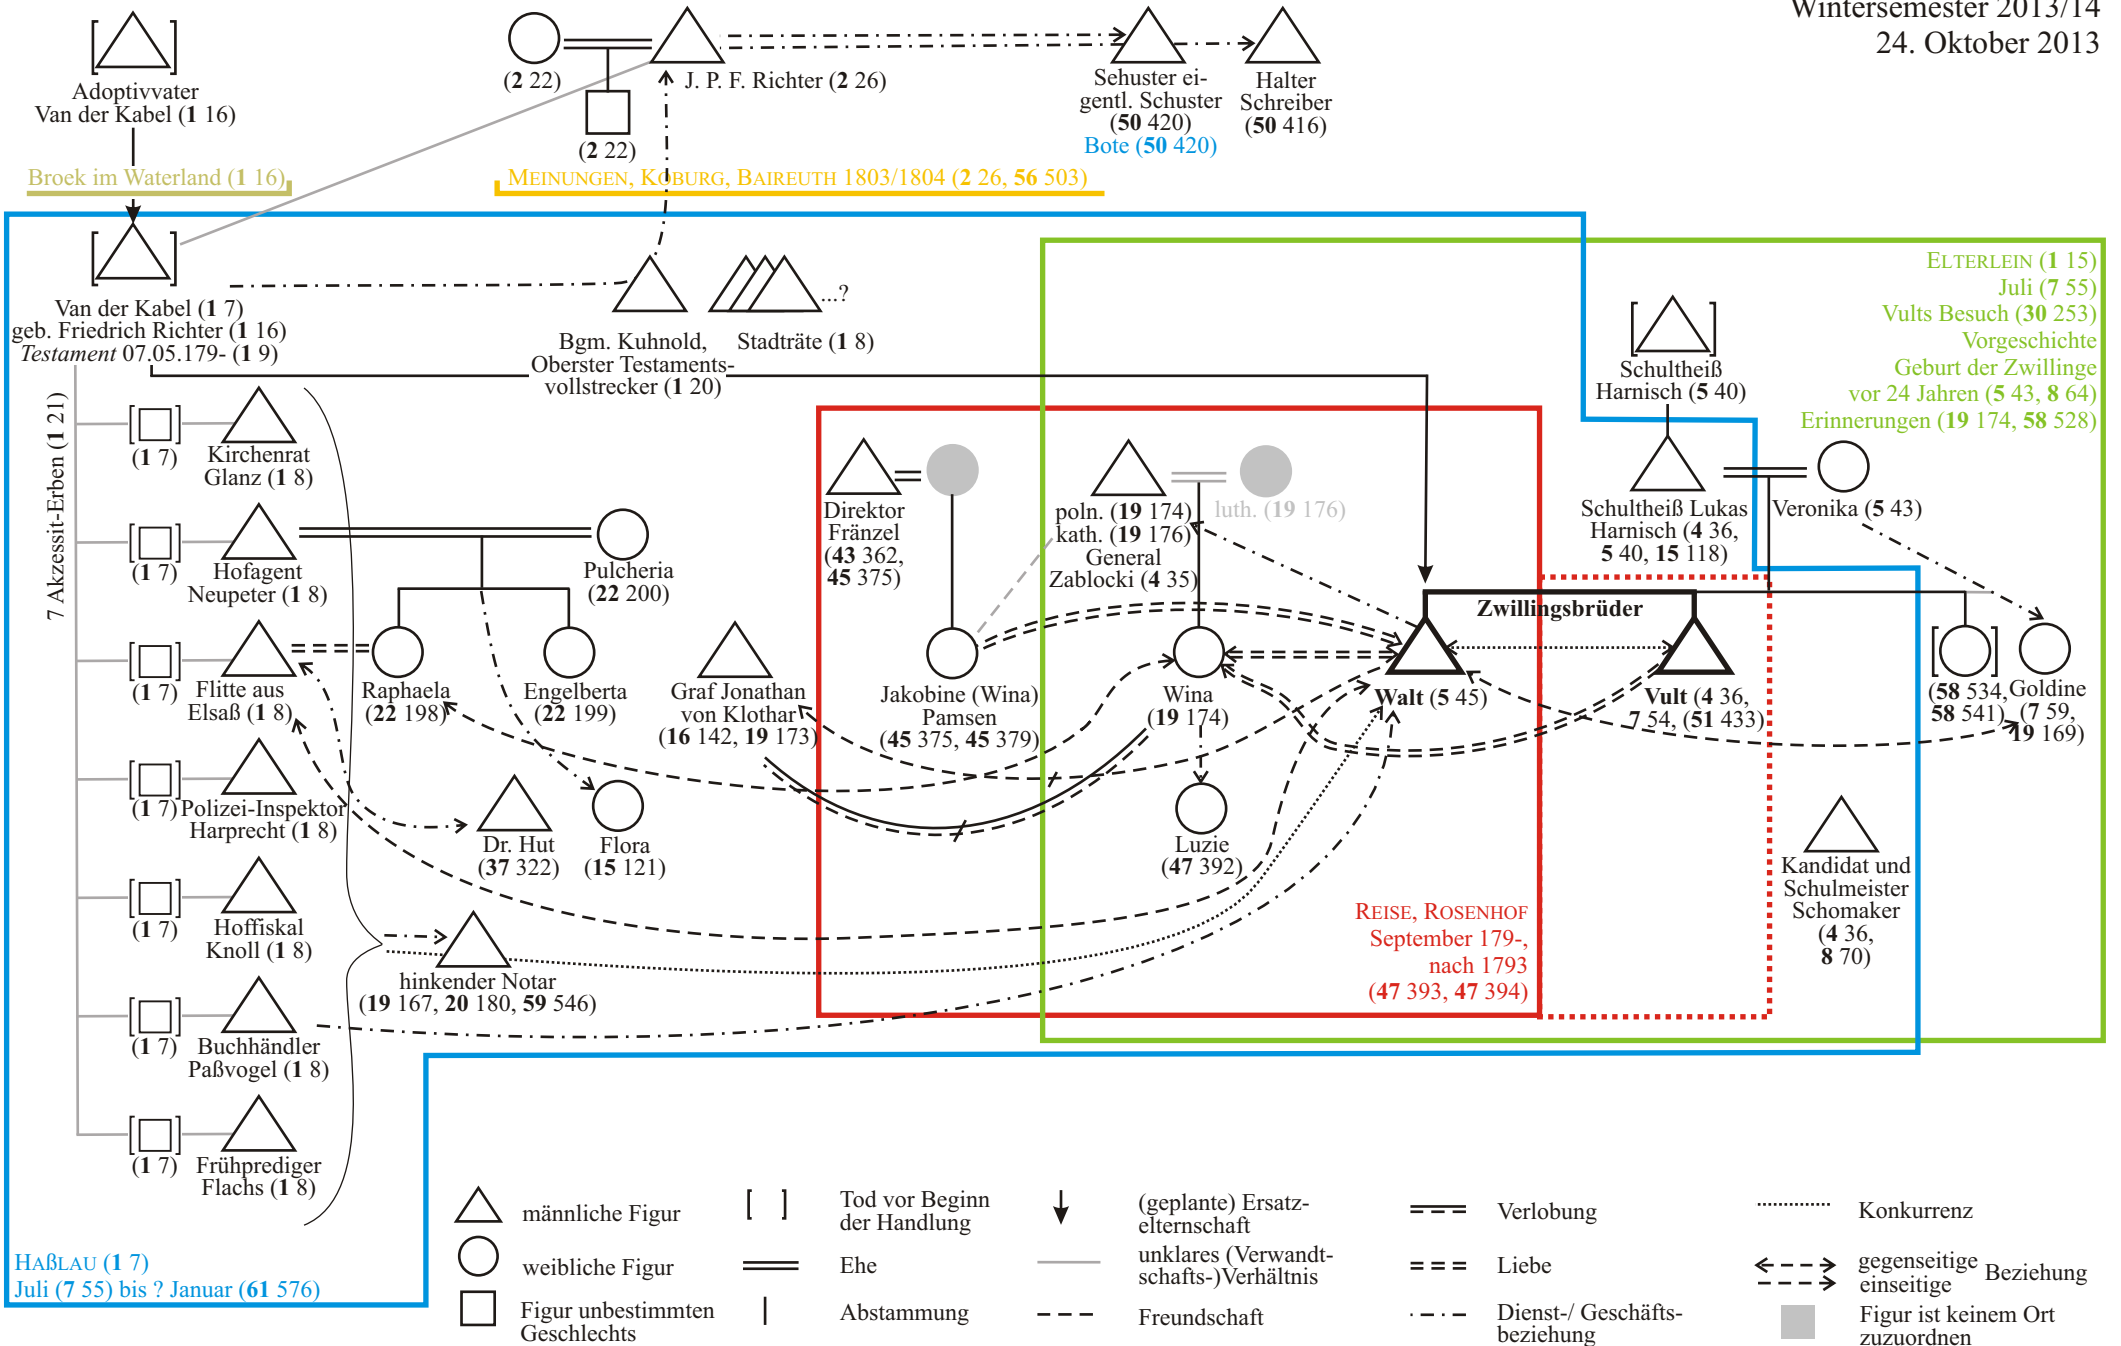 Wintersemester 2013/14
24. Oktober 2013
Adoptivvater
Van der Kabel (1 16)
(2 22)
J. P. F. Richter (2 26)
(2 22)
Sehuster ei-
gentl. Schuster
(50 420)
Bote (50 420)
Halter
Schreiber
(50 416)
Broek im Waterland (1 16)
MEINUNGEN, KOBURG, BAIREUTH 1803/1804 (2 26, 56 503)
Van der Kabel (1 7)
geb. Friedrich Richter (1 16)
Testament 07.05.179- (1 9)
Bgm. Kuhnold,
Oberster Testaments-
vollstrecker (1 20)
...?
Stadträte (1 8)
ELTERLEIN (1 15)
Juli (7 55)
Vults Besuch (30 253)
Vorgeschichte
Geburt der Zwillinge
vor 24 Jahren (5 43, 8 64)
Erinnerungen (19 174, 58 528)
Schultheiß
Harnisch (5 40)
7 Akzessit-Erben (1 21)
(1 7)
Kirchenrat
Glanz (1 8)
(1 7)
Hofagent
Neupeter (1 8)
Pulcheria
(22 200)
(1 7)
Flitte aus
Elsaß (1 8)
Raphaela
(22 198)
Engelberta
(22 199)
(1 7)
Polizei-Inspektor
Harprecht (1 8)
Dr. Hut
(37 322)
Flora
(15 121)
(1 7)
Hoffiskal
Knoll (1 8)
hinkender Notar
(19 167, 20 180, 59 546)
(1 7)
Buchhändler
Paßvogel (1 8)
(1 7)
Frühprediger
Flachs (1 8)
Direktor
Fränzel
(43 362,
45 375)
poln. (19 174)
kath. (19 176)
General
Zablocki (4 35)
luth. (19 176)
Schultheiß Lukas
Harnisch (4 36,
5 40, 15 118)
Veronika (5 43)
Zwillingsbrüder
Graf Jonathan
von Klothar
(16 142, 19 173)
Jakobine (Wina)
Pamsen
(45 375, 45 379)
Wina
(19 174)
Walt (5 45)
Vult (4 36,
7 54, (51 433)
(58 534,
58 541)
Goldine
(7 59,
19 169)
Luzie
(47 392)
Kandidat und
Schulmeister
Schomaker
(4 36,
8 70)
REISE, ROSENHOF
September 179-,
nach 1793
(47 393, 47 394)
HAßLAU (1 7)
Juli (7 55) bis ? Januar (61 576)
männliche Figur
weibliche Figur
Figur unbestimmten
Geschlechts
[ ]
Tod vor Beginn
der Handlung
Ehe
Abstammung
(geplante) Ersatz-
elternschaft
unklares (Verwandt-
schafts-)Verhältnis
Freundschaft
Verlobung
Liebe
Dienst-/ Geschäfts-
beziehung
Konkurrenz
gegenseitige
einseitige
Beziehung
Figur ist keinem Ort
zuzuordnen